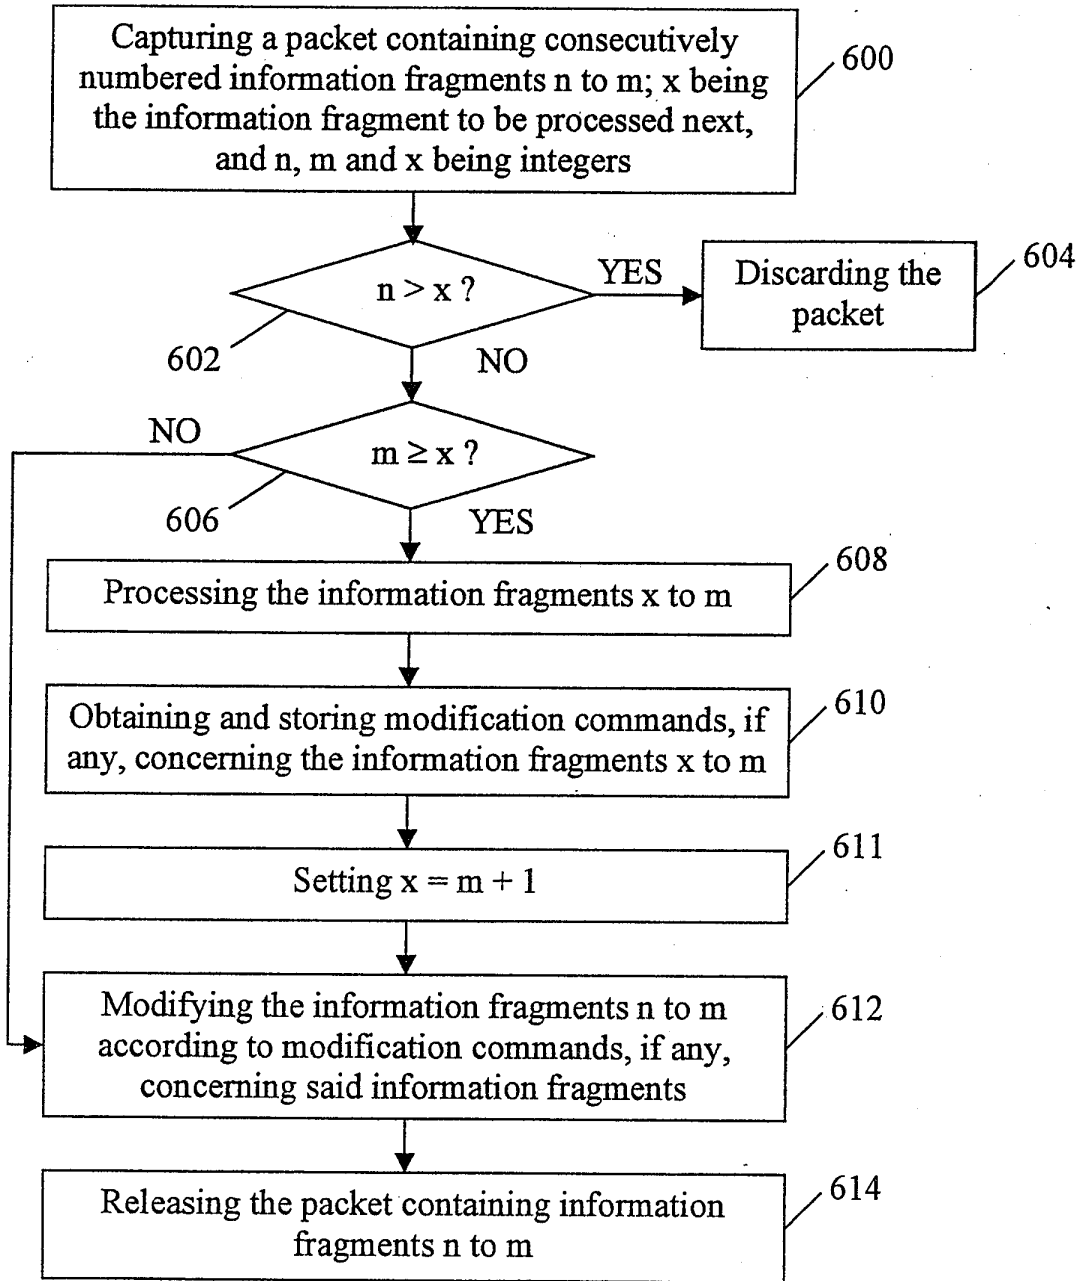 Capturing a packet containing consecutively
numbered information fragments n to m; x being
the information fragment to be processed next,
and n, m and x being integers
600
n > x ?
YES
Discarding the
packet
604
602
NO
NO
m ≥ x ?
606
YES
608
Processing the information fragments x to m
610
Obtaining and storing modification commands, if
any, concerning the information fragments x to m
611
Setting x = m + 1
Modifying the information fragments n to m
according to modification commands, if any,
concerning said information fragments
612
Releasing the packet containing information
fragments n to m
614